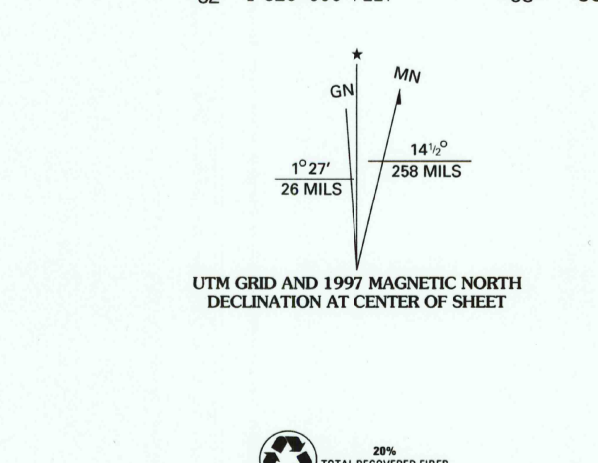 ★
MN
GN
14½°
258 MILS
1°27′
26 MILS
UTM GRID AND 1997 MAGNETIC NORTH
DECLINATION AT CENTER OF SHEET
20%
TOTAL RECOVERED FIBER